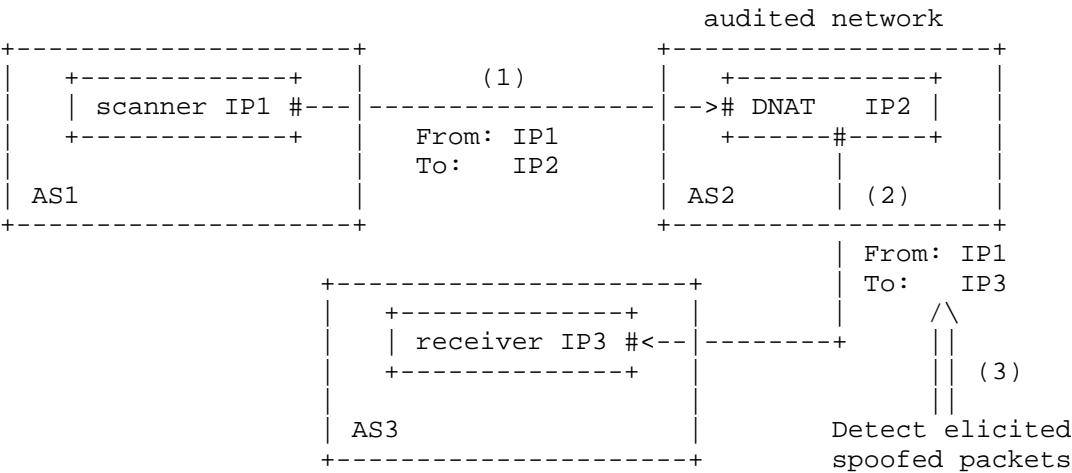 audited network
(1)
scanner IP1 #--- --># DNAT IP2
From: IP1
To: IP2
AS1 AS2 (2)
From: IP1
To: IP3
receiver IP3 #<--
(3)
AS3 Detect elicited
spoofed packets